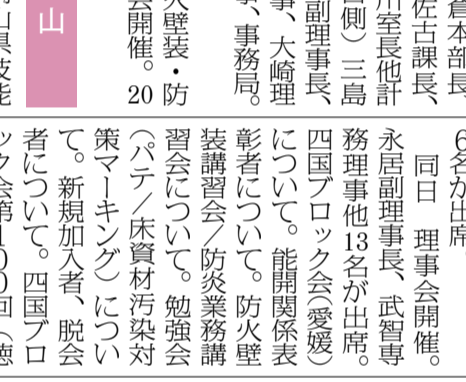 倉本部長、
佐古課長、
川室長他計
側）三島
副理事長、
事、大崎理
、事務局。
火壁装・防
会開催。20
山
山県技能
6名が出席。
同日　理事会開催。
永居副理事長、武智専
務理事他13名が出席。
四国ブロック会（愛媛）
について。能開関係表
彰者について。防火壁
装講習会／防炎業務講
習会について。勉強会
（パテ／床資材汚染対
策マーキング）につい
て。新規加入者、脱会
者について。四国ブロ
ック会第100回（徳